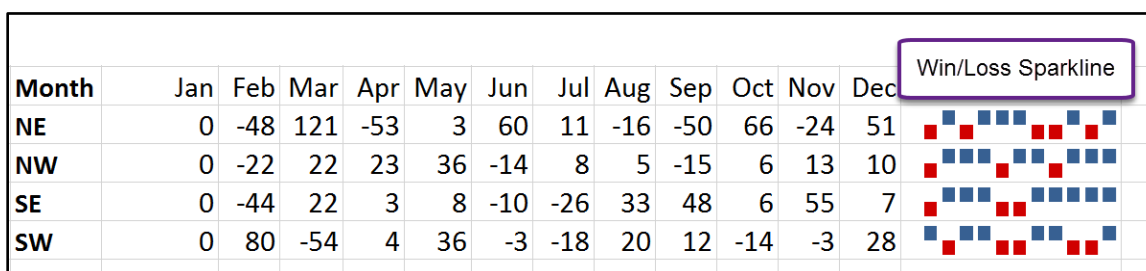 Win/Loss Sparkline
Month Jan Feb Mar Apr May Jun Jul Aug Sep Oct Nov Dec
NE 0 -48 121 -53 3 60 11 -16 -50 66 -24 51
NW 0 -22 22 23 36 -14 8 5 -15 6 13 10
SE 0 -44 22 3 8 -10 -26 33 48 6 55 7
SW 0 80 -54 4 36 -3 -18 20 12 -14 -3 28